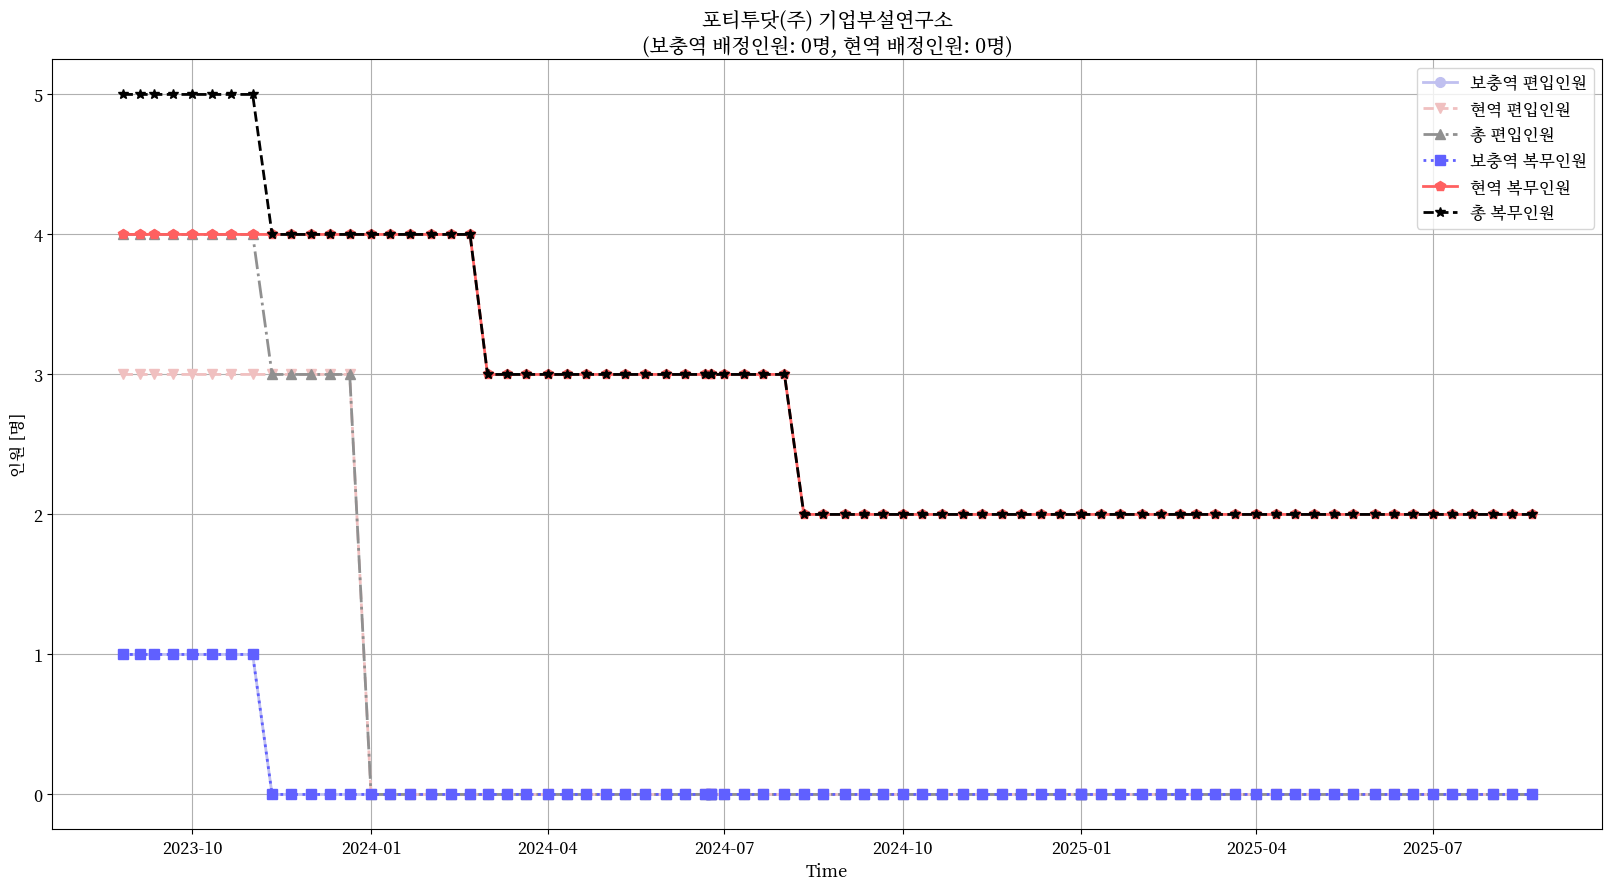 포티투닷(주) 기업부설연구소
(보충역 배정인원: 0명, 현역 배정인원: 0명)
보충역 편입인원
현역 편입인원
총 편입인원
보충역 복무인원
현역 복무인원
총 복무인원
인원 [명]
5
4
3
2
1
0
2023-10
2024-01
2024-04
2024-07
2024-10
2025-01
2025-04
2025-07
Time